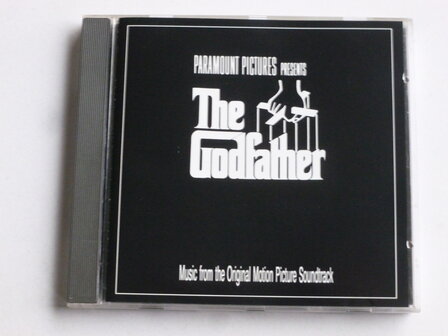 PARAMOUNT PICTURES PRESENTS
The
Godfather
Music from the Original Motion Picture Soundtrack